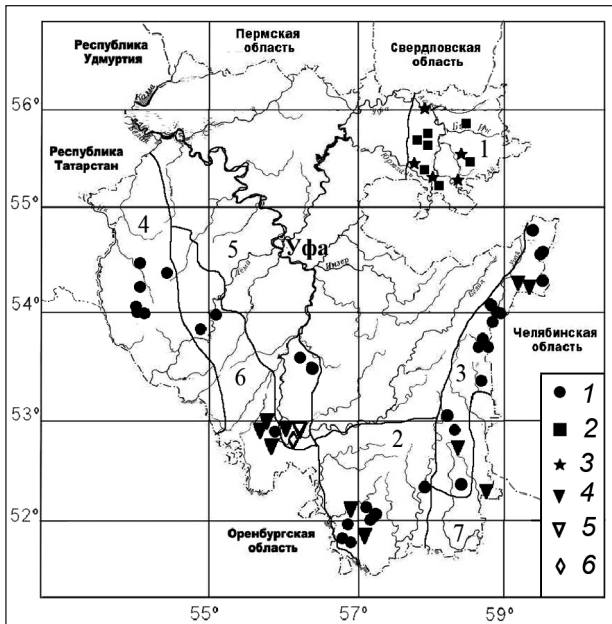 Республика
Удмуртия
Пермская
область
Свердловская
область
Кама
56°
Республика
Татарстан
1
55°
4
5
Уфа
54°
Челябинская
область
6
3
53°
2
52°
Оренбургская
область
7
1
2
3
4
5
6
55°
57°
59°